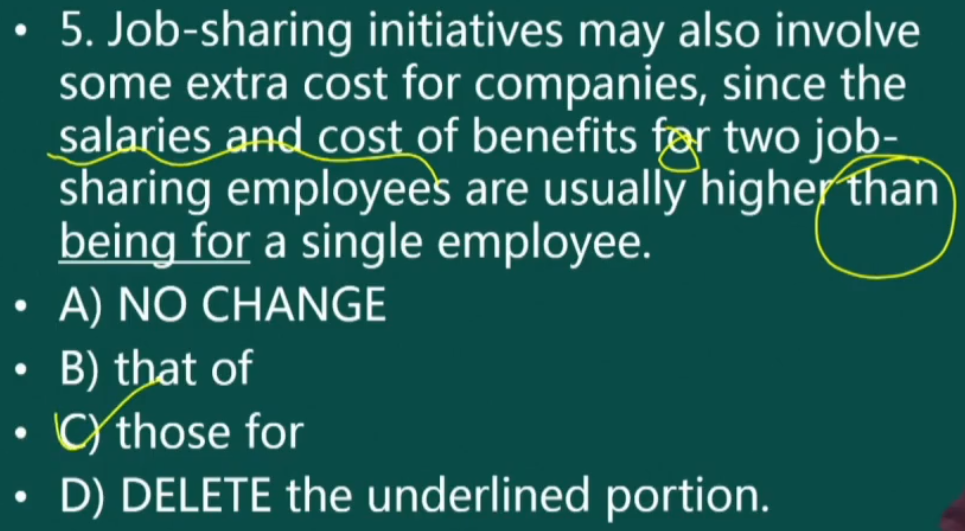 • 5. Job-sharing initiatives may also involve
some extra cost for companies, since the
salaries and cost of benefits for two job-
sharing employees are usually higher than
being for a single employee.
• A) NO CHANGE
• B) that of
• C) those for
• D) DELETE the underlined portion.